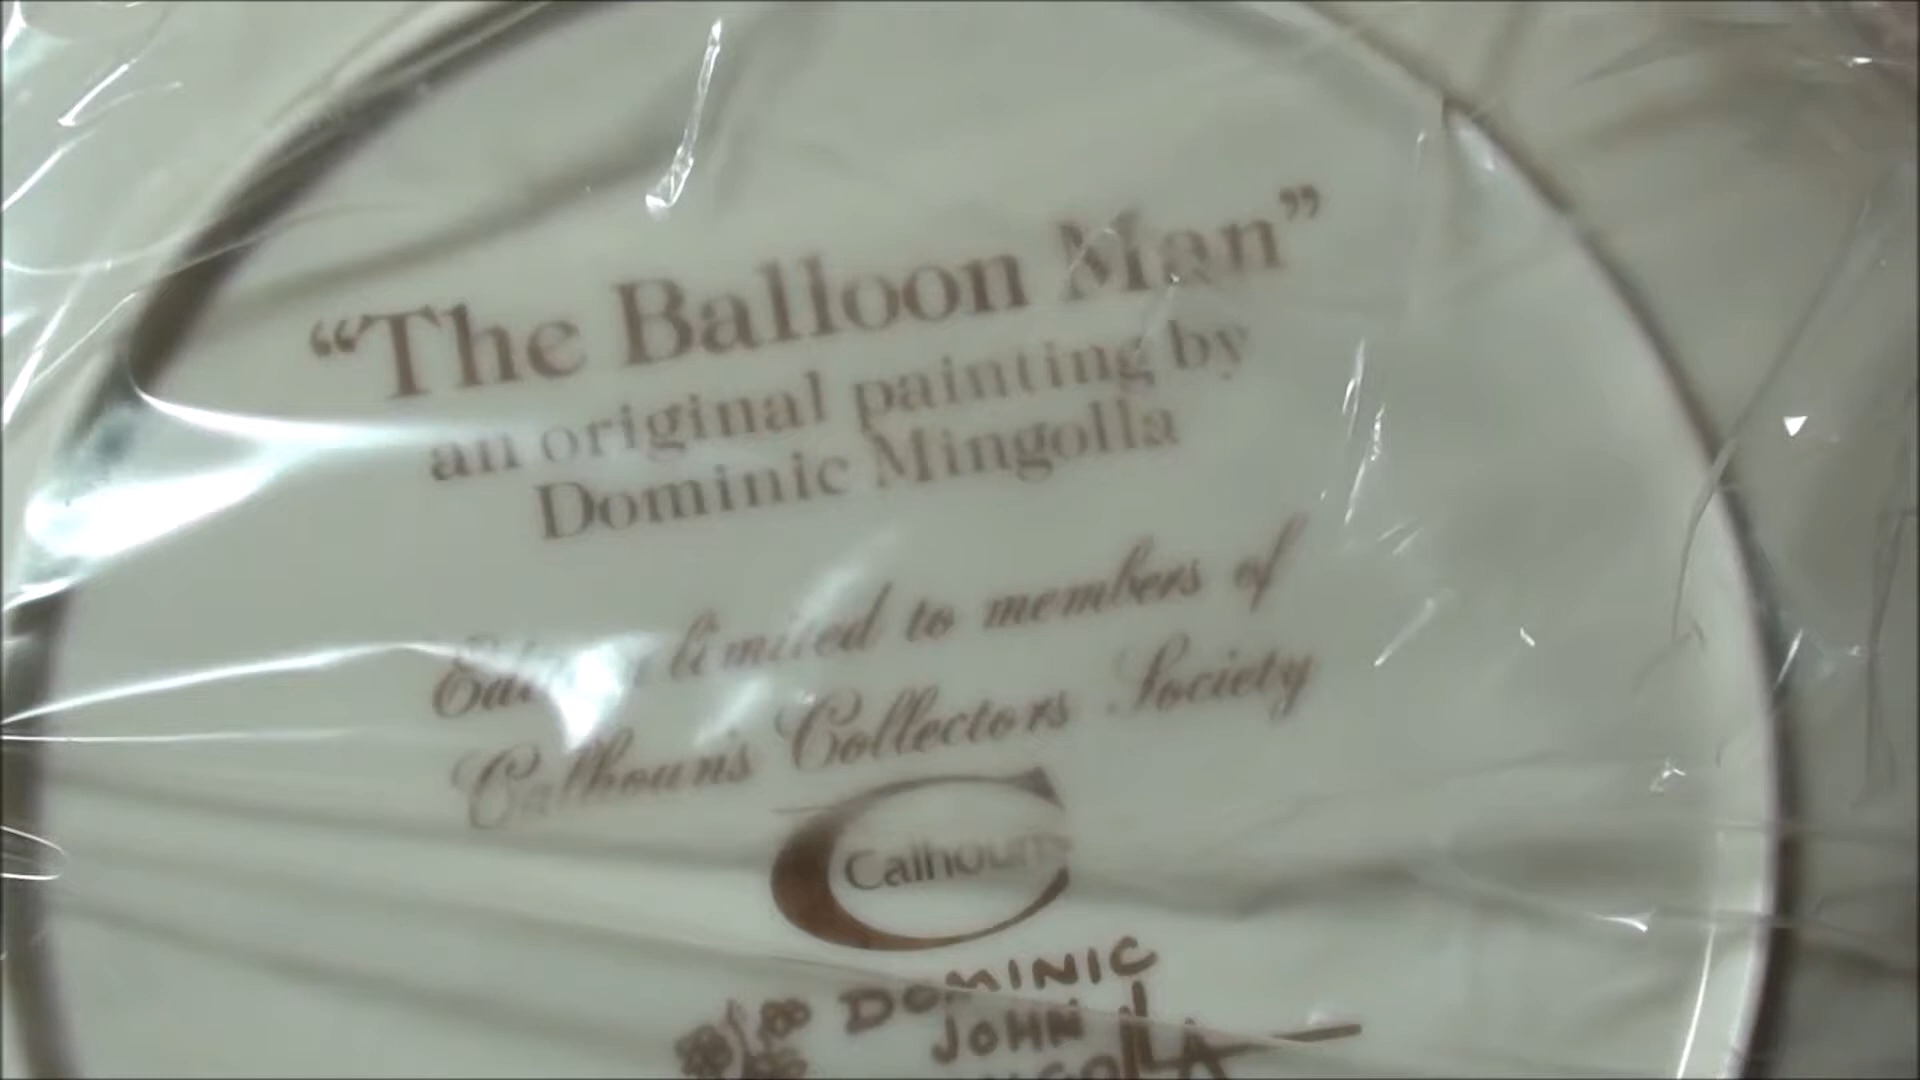 “The Balloon Man”
an original painting by
Dominic Mingolla
limited to members of
Calhoun's Collectors Society
Calhoun's
DOMINIC
JOHN